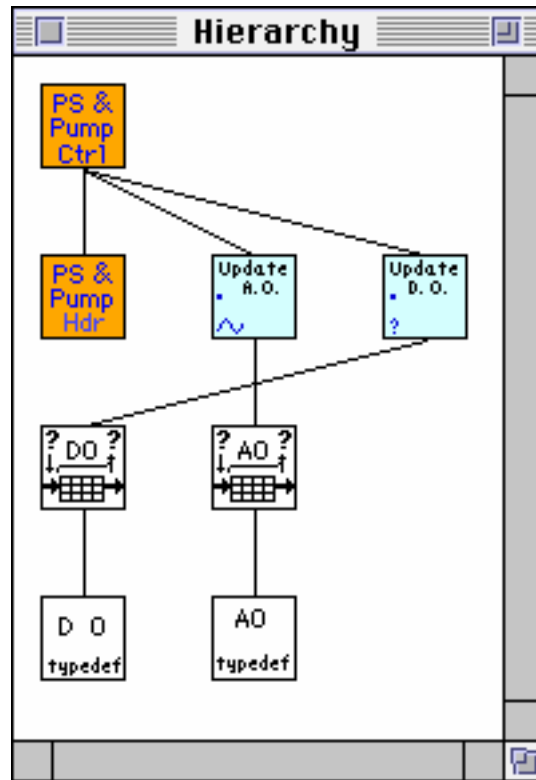 Hierarchy
PS &
Pump
Ctrl
PS &
Pump
Hdr
Update
A.O.
Update
D.O.
?
? DO ?
? AO ?
D O
typedef
AO
typedef